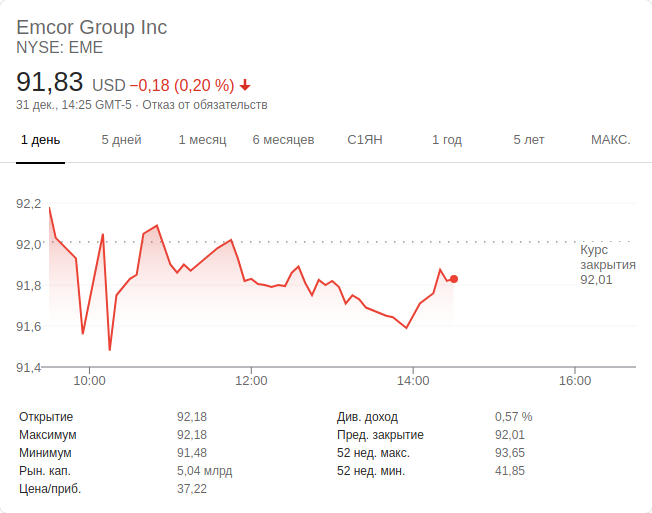 Emcor Group Inc
NYSE: EME
91,83 USD −0,18 (0,20 %)
31 дек., 14:25 GMT-5 · Отказ от обязательств
1 день 5 дней 1 месяц 6 месяцев С1ЯН 1 год 5 лет МАКС.
92,2
92,0
91,8
91,6
91,4
Курс
закрытия
92,01
10:00 12:00 14:00 16:00
Открытие 92,18 Див. доход 0,57 %
Максимум 92,18 Пред. закрытие 92,01
Минимум 91,48 52 нед. макс. 93,65
Рын. кап. 5,04 млрд 52 нед. мин. 41,85
Цена/приб. 37,22